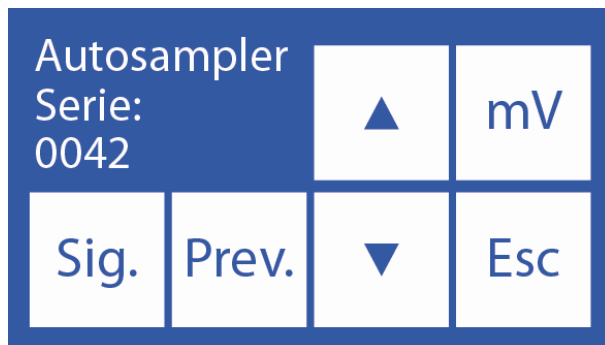 Autosampler
Serie:
0042
▲
mV
Sig.
Prev.
▼
Esc